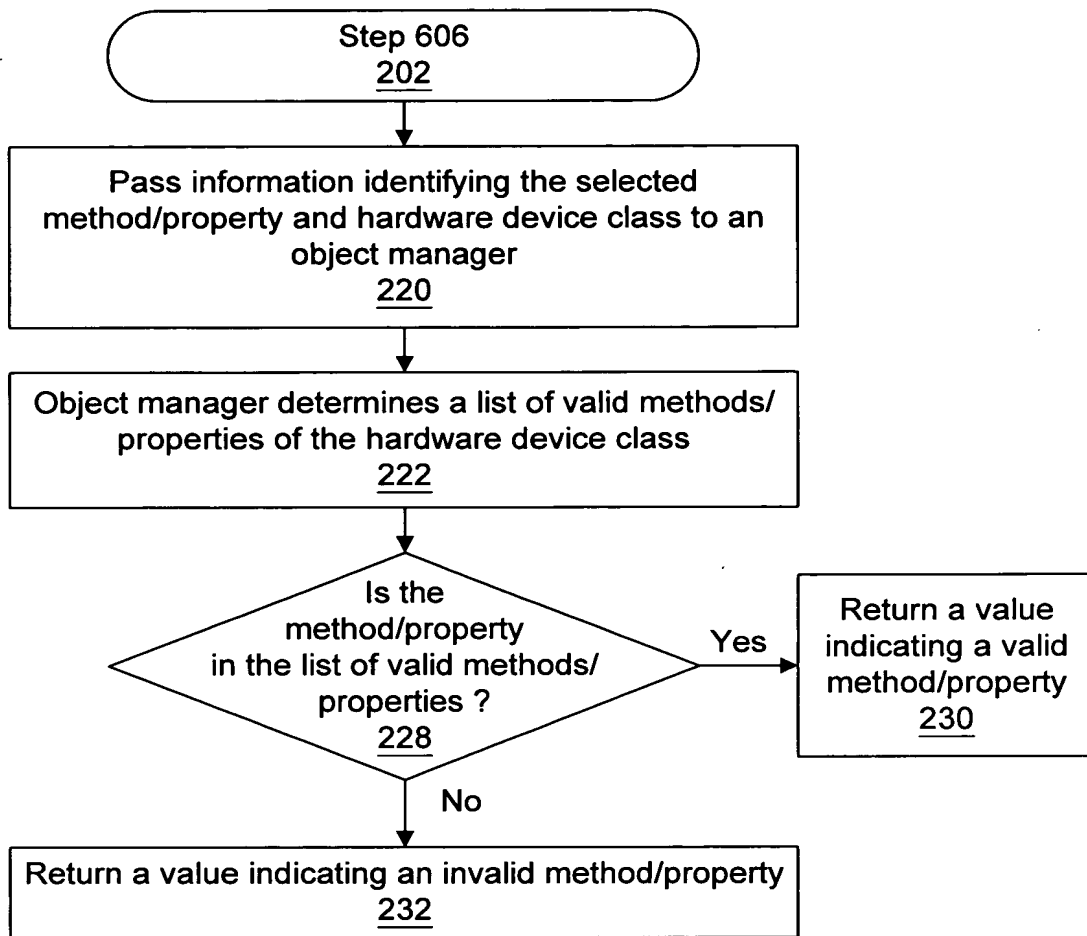 Step 606
202
Pass information identifying the selected
method/property and hardware device class to an
object manager
220
Object manager determines a list of valid methods/
properties of the hardware device class
222
Is the
method/property
in the list of valid methods/
properties ?
228
Yes
Return a value
indicating a valid
method/property
230
No
Return a value indicating an invalid method/property
232